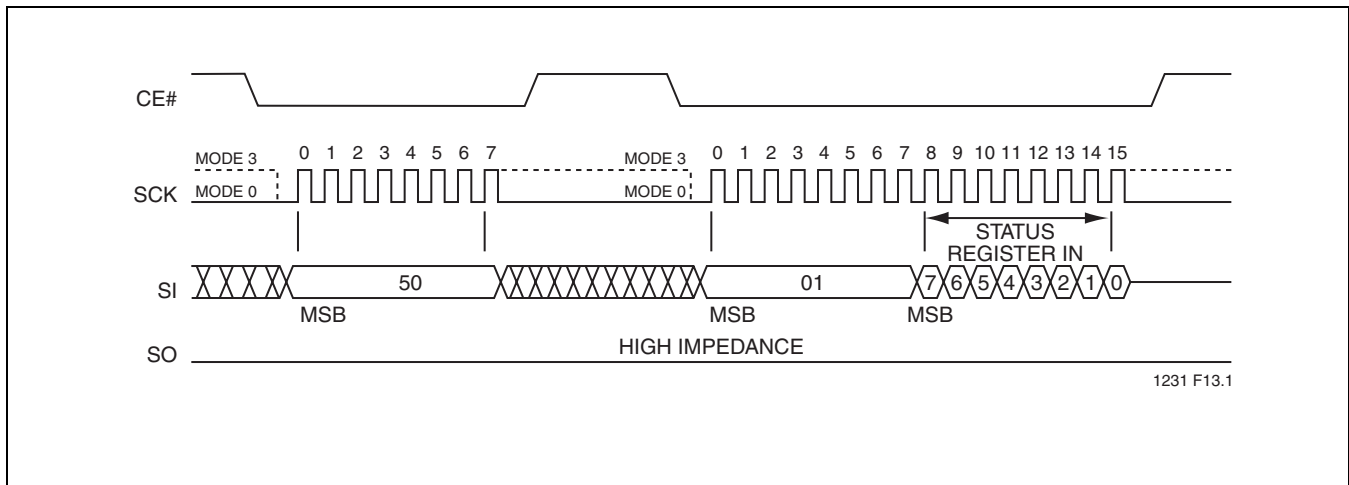 CE#
MODE 3 0 1 2 3 4 5 6 7 MODE 3 0 1 2 3 4 5 6 7 8 9 10 11 12 13 14 15
SCK MODE 0 MODE 0
STATUS
REGISTER IN
SI 50 01 7 6 5 4 3 2 1 0
MSB MSB MSB
SO HIGH IMPEDANCE
1231 F13.1